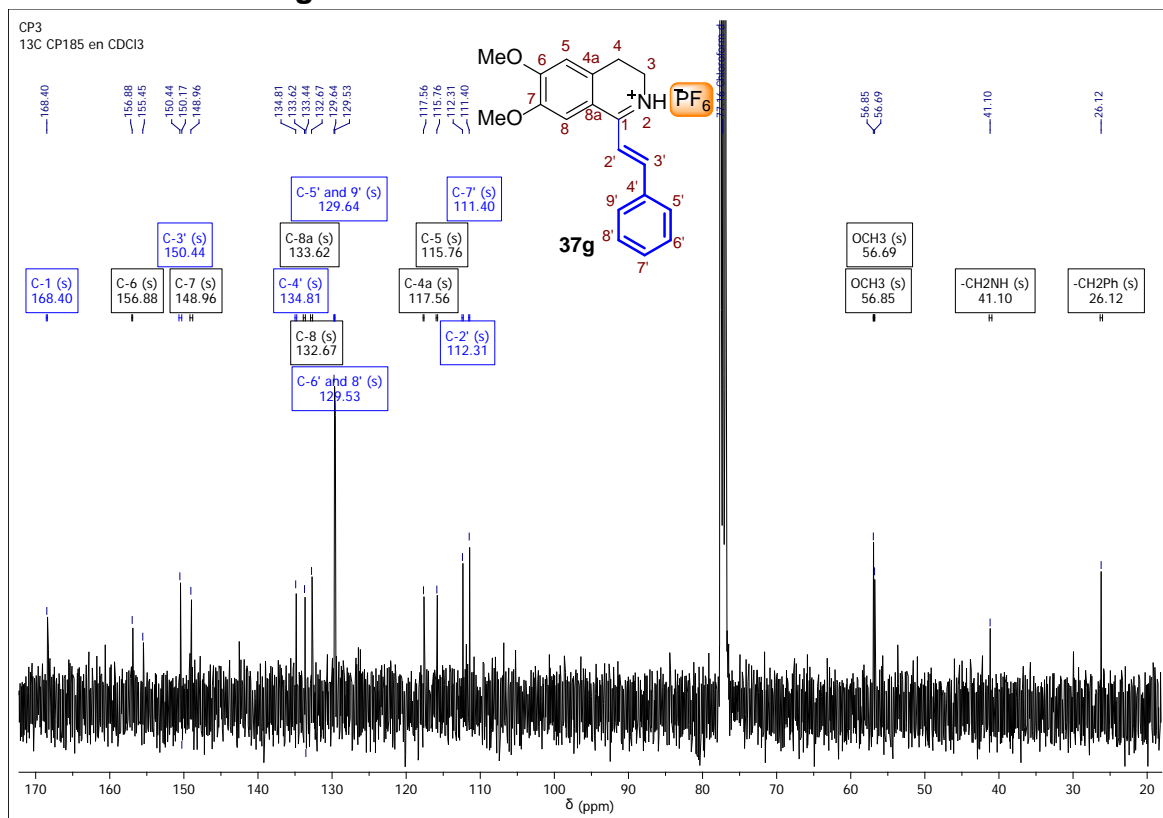 g
CP3
13C CP185 en CDCl3
168.40
156.88
155.45
150.44
150.17
148.96
134.81
133.62
133.44
132.67
129.64
129.53
117.56
115.76
112.31
111.40
77.16 Chloroform-d
56.85
56.69
41.10
26.12
MeO
MeO
6
5
4a
4
3
7
8
8a
1
2
+
NH
-
PF6
2'
3'
4'
9'
5'
8'
6'
7'
37g
C-5' and 9' (s)
129.64
C-7' (s)
111.40
C-3' (s)
150.44
C-8a (s)
133.62
C-5 (s)
115.76
OCH3 (s)
56.69
C-1 (s)
168.40
C-6 (s)
156.88
C-7 (s)
148.96
C-4' (s)
134.81
C-4a (s)
117.56
OCH3 (s)
56.85
-CH2NH (s)
41.10
-CH2Ph (s)
26.12
C-8 (s)
132.67
C-2' (s)
112.31
C-6' and 8' (s)
129.53
170 160 150 140 130 120 110 100 90 80 70 60 50 40 30 20
δ (ppm)